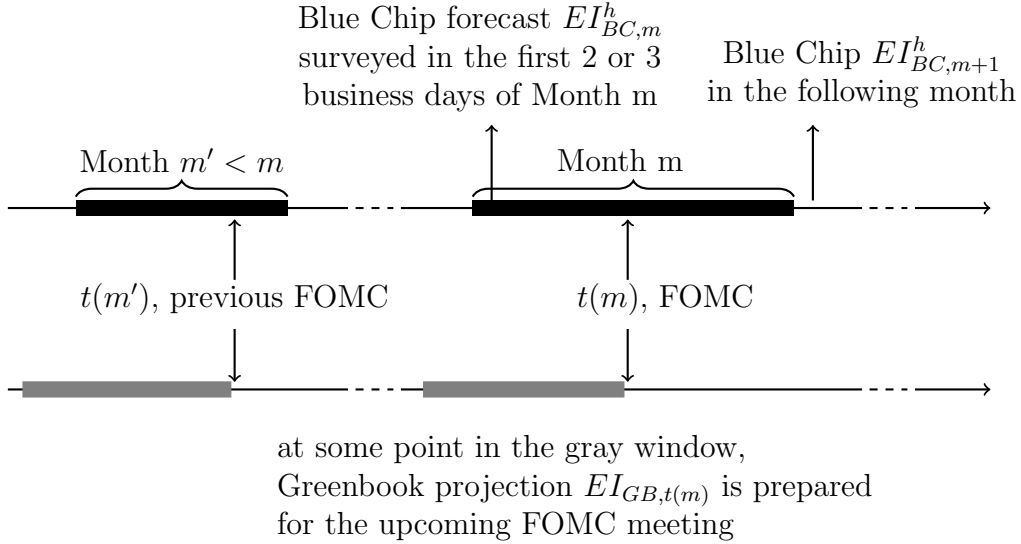 Blue Chip forecast $EI^h_{BC,m}$
surveyed in the first 2 or 3
business days of Month m
Blue Chip $EI^h_{BC,m+1}$
in the following month
Month $m' < m$
Month m
$t(m')$, previous FOMC
$t(m)$, FOMC
at some point in the gray window,
Greenbook projection $EI_{GB,t(m)}$ is prepared
for the upcoming FOMC meeting